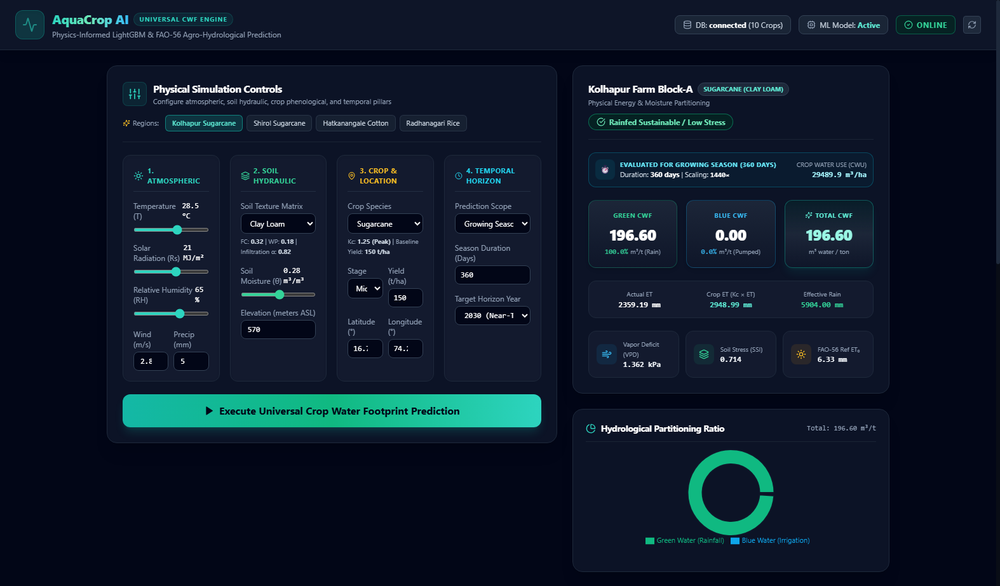 AquaCrop AI UNIVERSAL CWF ENGINE
Physics-Informed LightGBM & FAO-56 Agro-Hydrological Prediction
DB: connected (10 Crops)
ML Model: Active
ONLINE
Physical Simulation Controls
Configure atmospheric, soil hydraulic, crop phenological, and temporal pillars
Regions: Kolhapur Sugarcane Shirol Sugarcane Hatkanangale Cotton Radhanagari Rice
1. ATMOSPHERIC
Temperature (T) 28.5 °C
Solar Radiation (Rs) 21 MJ/m²
Relative Humidity (RH) 65 %
Wind (m/s) Precip (mm)
2.8 5
2. SOIL HYDRAULIC
Soil Texture Matrix
Clay Loam
FC: 0.32 | WP: 0.18 |
Infiltration α: 0.82
Soil Moisture (θ) 0.28 m³/m³
Elevation (meters ASL)
570
3. CROP & LOCATION
Crop Species
Sugarcane
Kc: 1.25 (Peak) | Baseline
Yield: 150 t/ha
Stage Yield (t/ha)
Mic 150
Latitude (°) Longitude (°)
16.7 74.2
4. TEMPORAL HORIZON
Prediction Scope
Growing Seasc
Season Duration (Days)
360
Target Horizon Year
2030 (Near-T
Execute Universal Crop Water Footprint Prediction
Kolhapur Farm Block-A SUGARCANE (CLAY LOAM)
Physical Energy & Moisture Partitioning
Rainfed Sustainable / Low Stress
EVALUATED FOR GROWING SEASON (360 DAYS)
Duration: 360 days | Scaling: 1440×
CROP WATER USE (CWU)
29489.9 m³/ha
GREEN CWF
196.60
100.0% m³/t (Rain)
BLUE CWF
0.00
0.0% m³/t (Pumped)
TOTAL CWF
196.60
m³ water / ton
Actual ET
2359.19 mm
Crop ET (Kc × ET)
2948.99 mm
Effective Rain
5904.00 mm
Vapor Deficit (VPD)
1.362 kPa
Soil Stress (SSI)
0.714
FAO-56 Ref ET₀
6.33 mm
Hydrological Partitioning Ratio
Total: 196.60 m³/t
Green Water (Rainfall) Blue Water (Irrigation)